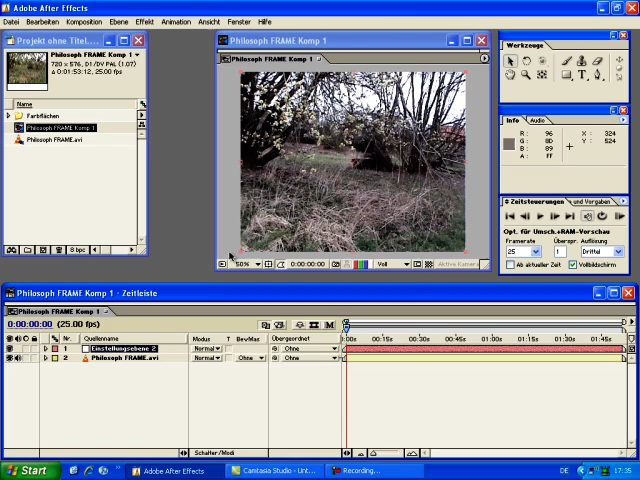 Adobe After Effects
Datei Bearbeiten Komposition Ebene Effekt Animation Ansicht Fenster Hilfe
Projekt ohne Titel....
Philosoph FRAME Komp 1
720 x 576, D1/DV PAL (1.07)
Δ 0:01:53:12, 25.00 fps
Name
Farbflächen
Philosoph FRAME Komp 1
Philosoph FRAME.avi
8 bpc
Philosoph FRAME Komp 1
Philosoph FRAME Komp 1
50% 0:00:00:00 Voll Aktive Kamera
Werkzeuge
Info Audio
R : 96 X : 324
G : 8D Y : 524
B : 89
A : FF
Zeitsteuerungen und Vorgaben
Opt. für Umsch.+RAM-Vorschau
Framerate Überspr. Auflösung
25 1 Drittel
Ab aktueller Zeit Vollbildschirm
Philosoph FRAME Komp 1 - Zeitleiste
Philosoph FRAME Komp 1
0:00:00:00 (25.00 fps)
Nr. Quellenname Modus T BewMas Übergeordnet :00s 00:15s 00:30s 00:45s 01:00s 01:15s 01:30s 01:45s
1 Einstellungsebene 2 Normal Ohne
2 Philosoph FRAME.avi Normal Ohne Ohne
Schalter/Modi
Start Adobe After Effects Camtasia Studio - Unt... Recording... DE 17:35